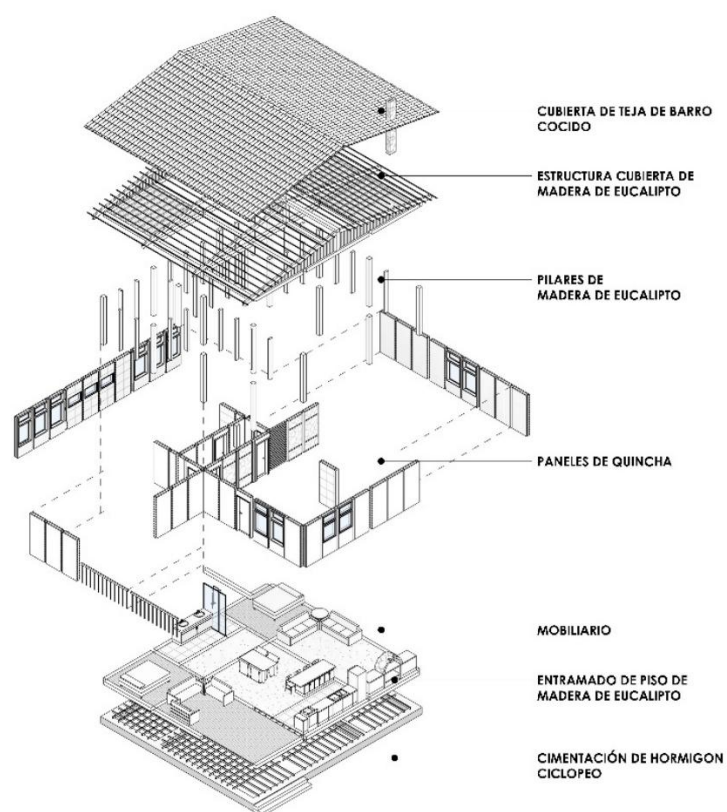 CUBIERTA DE TEJA DE BARRO
COCIDO
ESTRUCTURA CUBIERTA DE
MADERA DE EUCALIPTO
PILARES DE
MADERA DE EUCALIPTO
PANELES DE QUINCHA
MOBILIARIO
ENTRAMADO DE PISO DE
MADERA DE EUCALIPTO
CIMENTACIÓN DE HORMIGON
CICLOPEO